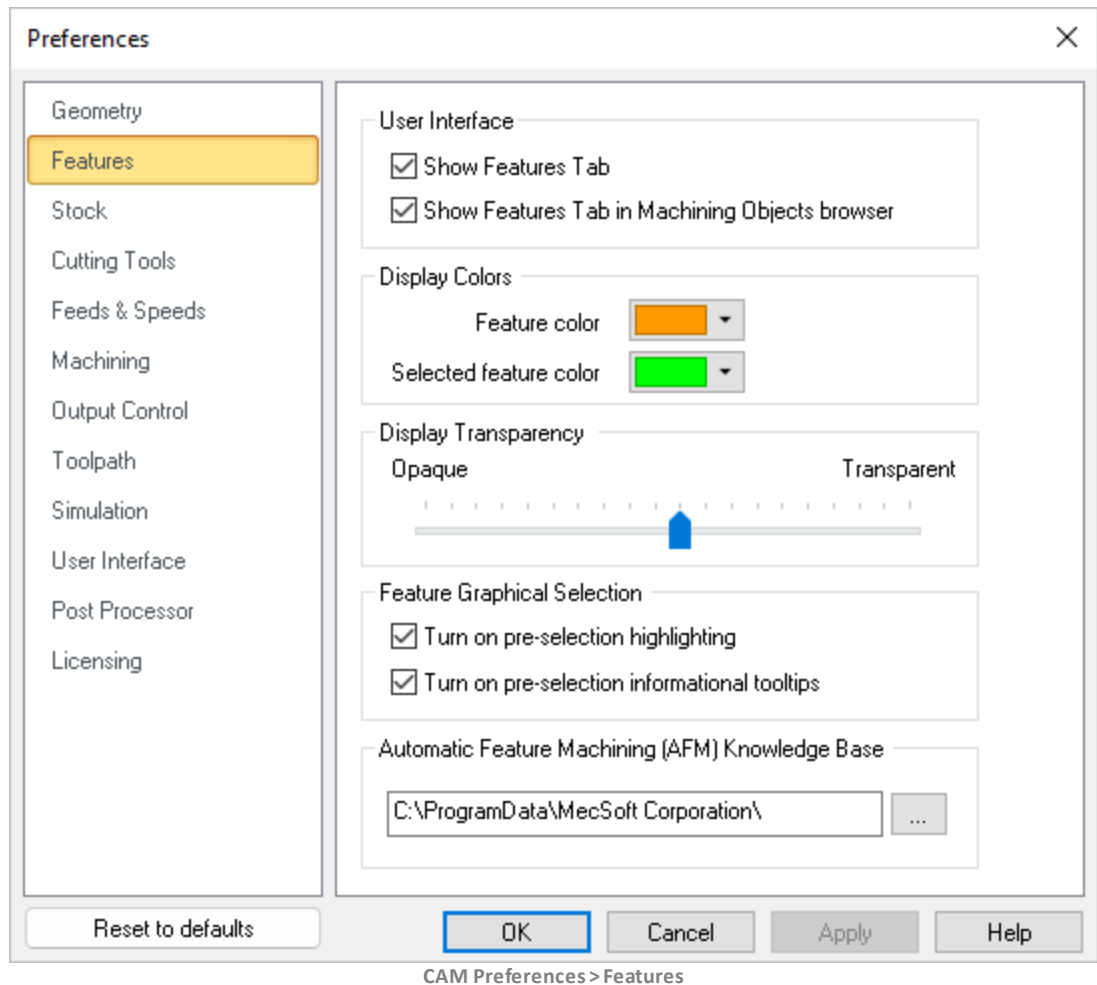 Preferences
Geometry
Features
Stock
Cutting Tools
Feeds & Speeds
Machining
Output Control
Toolpath
Simulation
User Interface
Post Processor
Licensing
User Interface
Show Features Tab
Show Features Tab in Machining Objects browser
Display Colors
Feature color
Selected feature color
Display Transparency
Opaque Transparent
Feature Graphical Selection
Turn on pre-selection highlighting
Turn on pre-selection informational tooltips
Automatic Feature Machining (AFM) Knowledge Base
C:\ProgramData\MecSoft Corporation\ ...
Reset to defaults OK Cancel Apply Help
CAM Preferences > Features